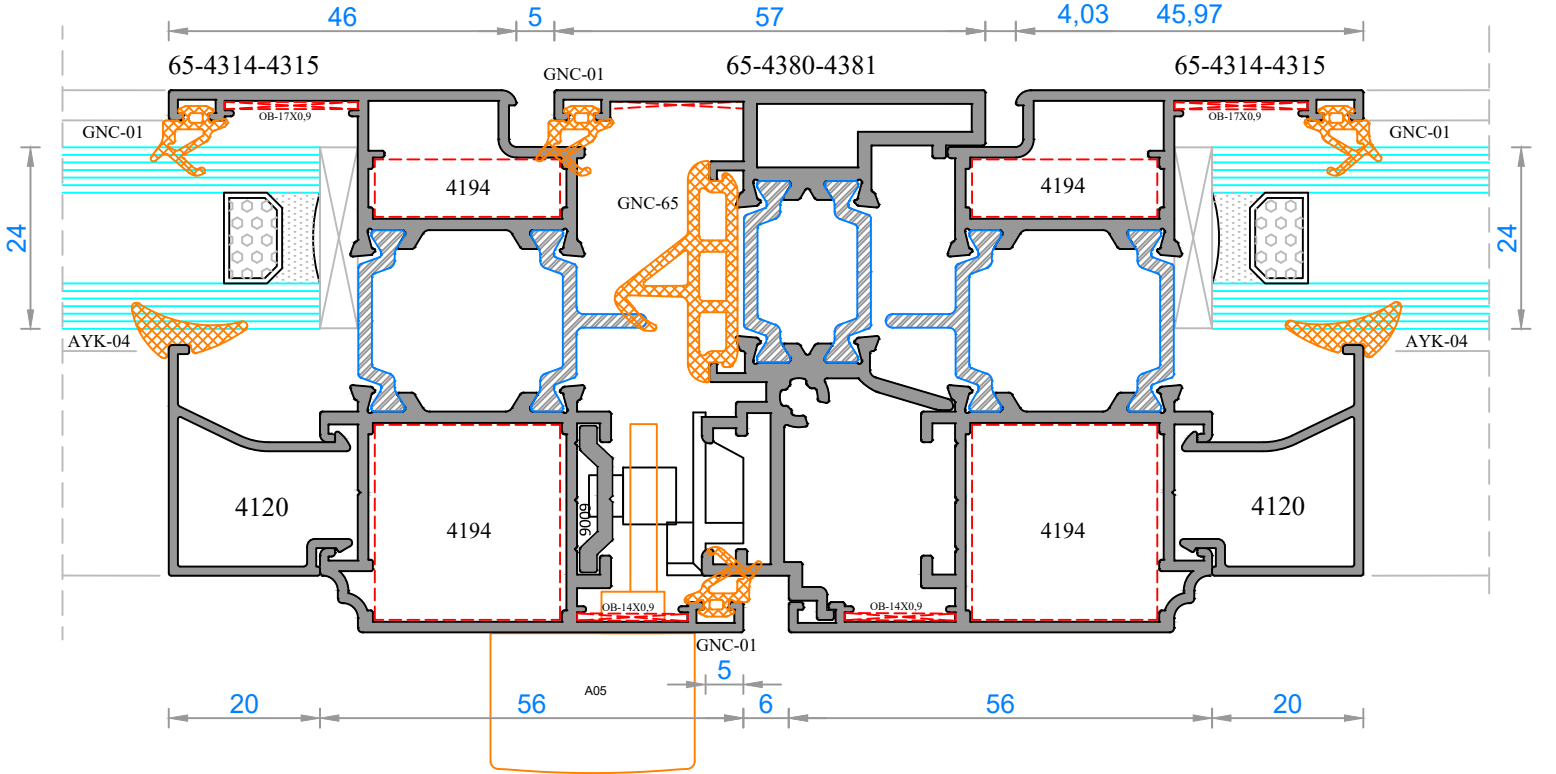 46 5 57 4,03 45,97
65-4314-4315 GNC-01 65-4380-4381 65-4314-4315
OB-17X0,9 OB-17X0,9
GNC-01 GNC-01
4194 4194
GNC-65
24 24
AYK-04 AYK-04
4120 4194 9009 4194 4120
OB-14X0,9 OB-14X0,9
GNC-01
5
A05
20 56 6 56 20